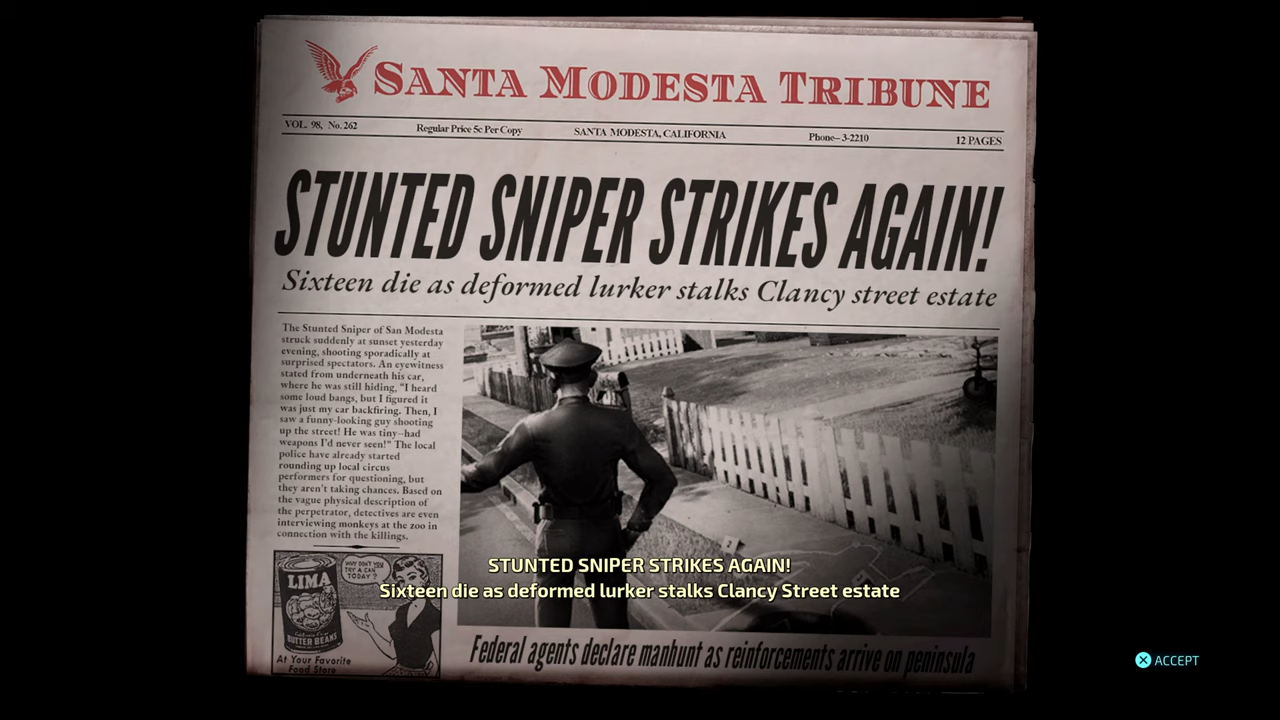 SANTA MODESTA TRIBUNE
VOL. 98, No. 262
Regular Price 5c Per Copy
SANTA MODESTA, CALIFORNIA
Phone–3-2210
12 PAGES
STUNTED SNIPER STRIKES AGAIN!
Sixteen die as deformed lurker stalks Clancy street estate
The Stunted Sniper of San Modesta
struck suddenly at sunset yesterday
evening, shooting sporadically at
surprised spectators. An eyewitness
stated from underneath his car,
where he was still hiding, "I heard
some loud bangs, but I figured it
was just my car backfiring. Then, I
saw a funny-looking guy shooting
up the street! He was tiny–had
weapons I'd never seen!" The local
police have already started
rounding up local circus
performers for questioning, but
they aren't taking chances. Based on
the vague physical description of
the perpetrator, detectives are even
interviewing monkeys at the zoo in
connection with the killings.
LIMA
BUTTER BEANS
WHY DON'T YOU
TRY A CAN
TODAY?
At Your Favorite
Food Store
STUNTED SNIPER STRIKES AGAIN!
Sixteen die as deformed lurker stalks Clancy Street estate
Federal agents declare manhunt as reinforcements arrive on peninsula
ACCEPT